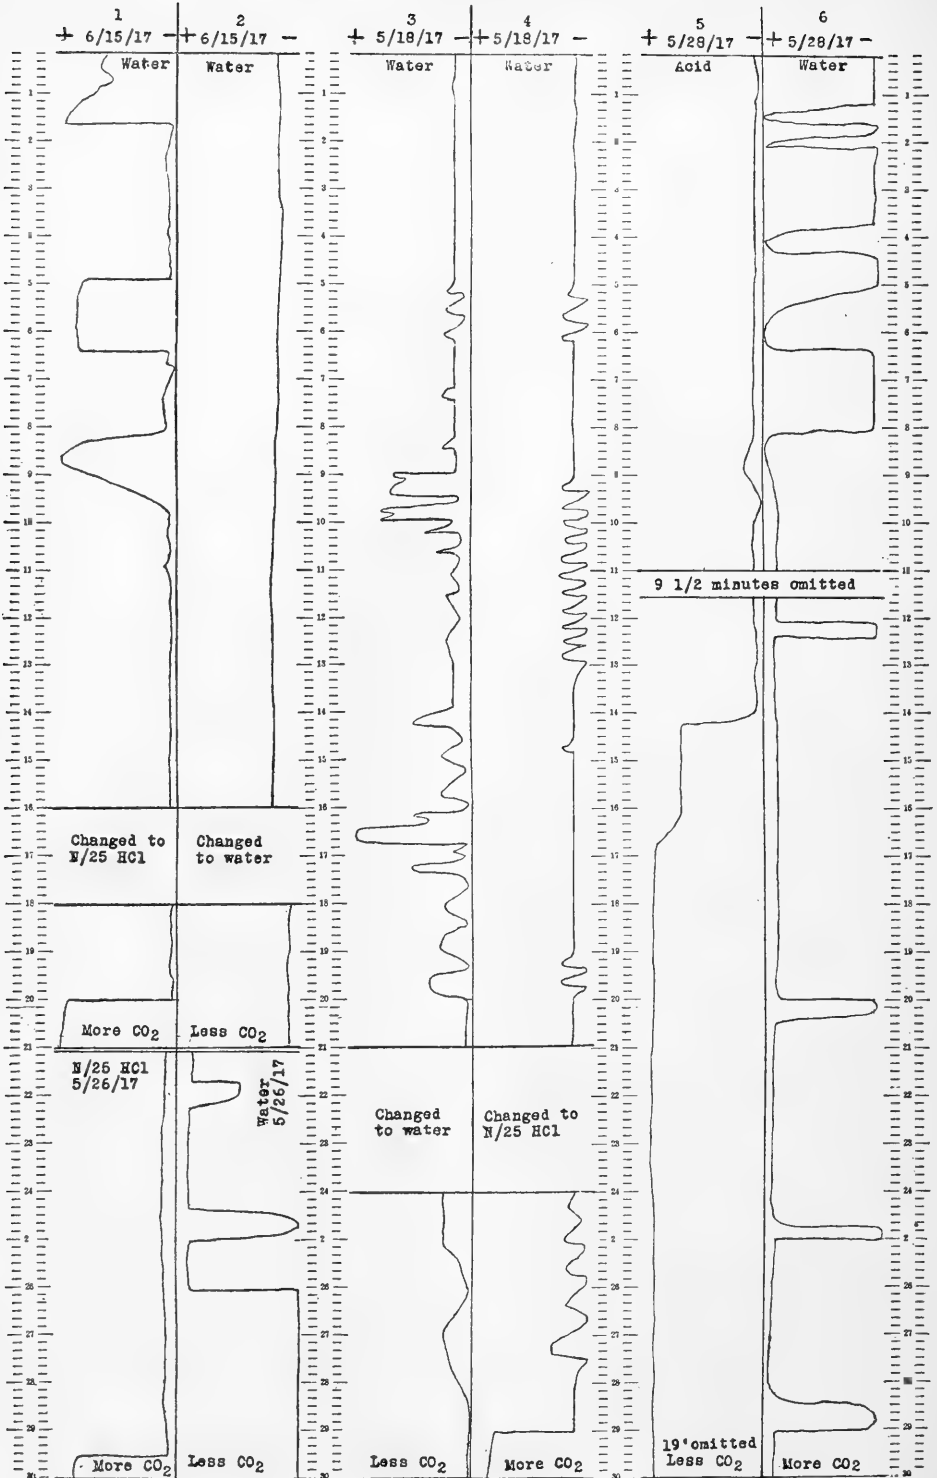 1 2 3 4 5 6
+ 6/15/17 + 6/15/17 − + 5/18/17 − + 5/18/17 − + 5/28/17 − + 5/28/17 −
Water Water Water Water Acid Water
9 1/2 minutes omitted
Changed to
N/25 HCl
Changed
to water
More CO₂ Less CO₂
N/25 HCl
5/26/17
Water
5/26/17
Changed
to water
Changed to
N/25 HCl
19' omitted
More CO₂ Less CO₂ Less CO₂ More CO₂ Less CO₂ More CO₂